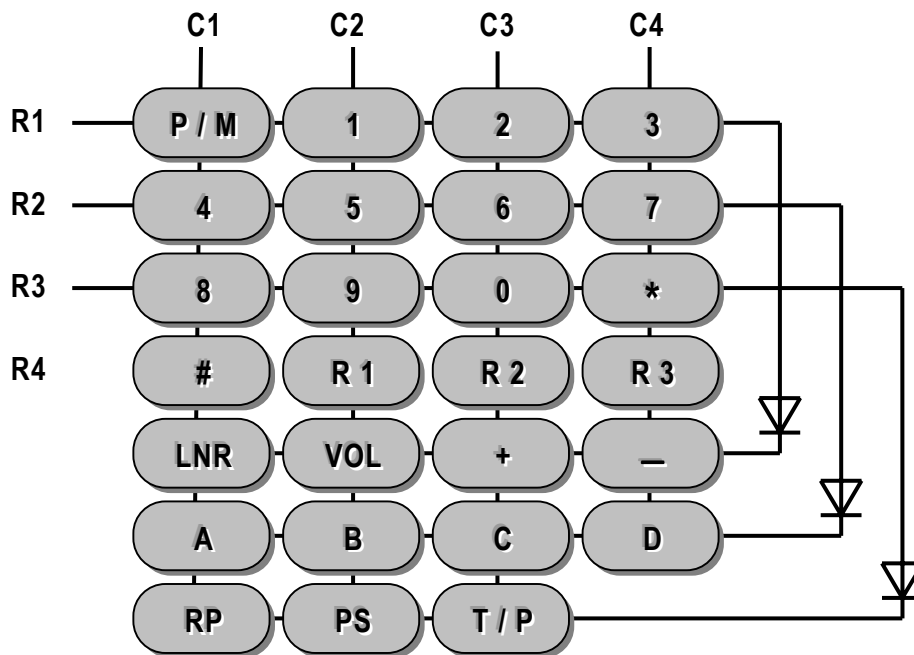 C1 C2 C3 C4
R1 P / M 1 2 3
R2 4 5 6 7
R3 8 9 0 *
R4 # R 1 R 2 R 3
LNR VOL + –
A B C D
RP PS T / P